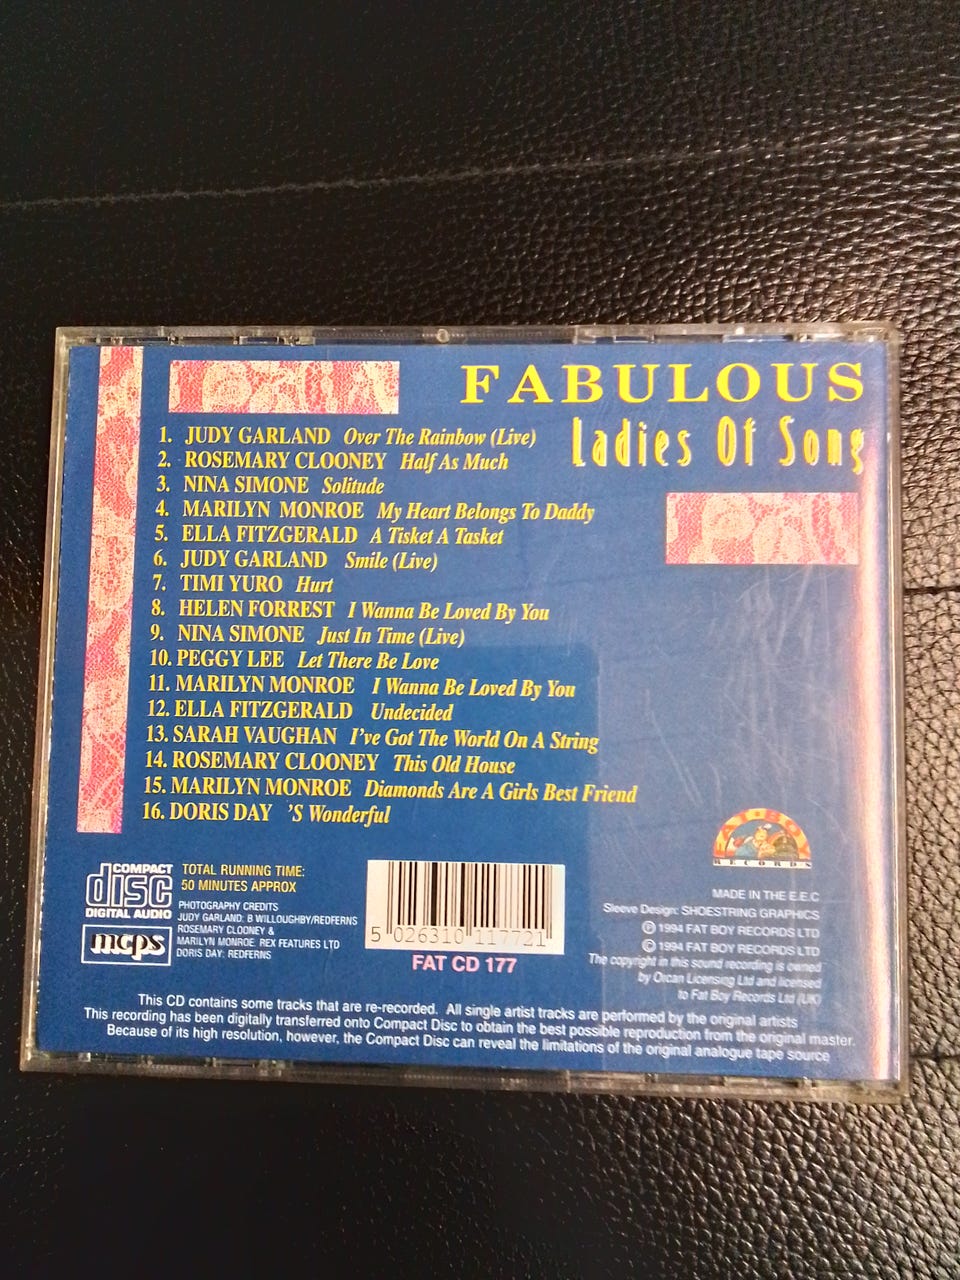 FABULOUS
Ladies Of Song
1. JUDY GARLAND Over The Rainbow (Live)
2. ROSEMARY CLOONEY Half As Much
3. NINA SIMONE Solitude
4. MARILYN MONROE My Heart Belongs To Daddy
5. ELLA FITZGERALD A Tisket A Tasket
6. JUDY GARLAND Smile (Live)
7. TIMI YURO Hurt
8. HELEN FORREST I Wanna Be Loved By You
9. NINA SIMONE Just In Time (Live)
10. PEGGY LEE Let There Be Love
11. MARILYN MONROE I Wanna Be Loved By You
12. ELLA FITZGERALD Undecided
13. SARAH VAUGHAN I've Got The World On A String
14. ROSEMARY CLOONEY This Old House
15. MARILYN MONROE Diamonds Are A Girls Best Friend
16. DORIS DAY 'S Wonderful
COMPACT
disc
DIGITAL AUDIO
mcps
TOTAL RUNNING TIME:
50 MINUTES APPROX
PHOTOGRAPHY CREDITS
JUDY GARLAND: B WILLOUGHBY/REDFERNS
ROSEMARY CLOONEY &
MARILYN MONROE: REX FEATURES LTD
DORIS DAY: REDFERNS
5 026310 117721
FAT CD 177
RECORDS
MADE IN THE E.E.C
Sleeve Design: SHOESTRING GRAPHICS
℗ 1994 FAT BOY RECORDS LTD
© 1994 FAT BOY RECORDS LTD
The copyright in this sound recording is owned
by Orcan Licensing Ltd and licensed
to Fat Boy Records Ltd (UK)
This CD contains some tracks that are re-recorded. All single artist tracks are performed by the original artists
This recording has been digitally transferred onto Compact Disc to obtain the best possible reproduction from the original master.
Because of its high resolution, however, the Compact Disc can reveal the limitations of the original analogue tape source